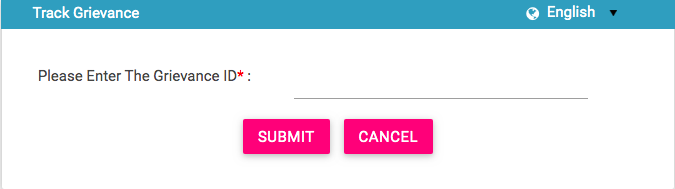 Track Grievance English ▼
Please Enter The Grievance ID* :
SUBMIT CANCEL